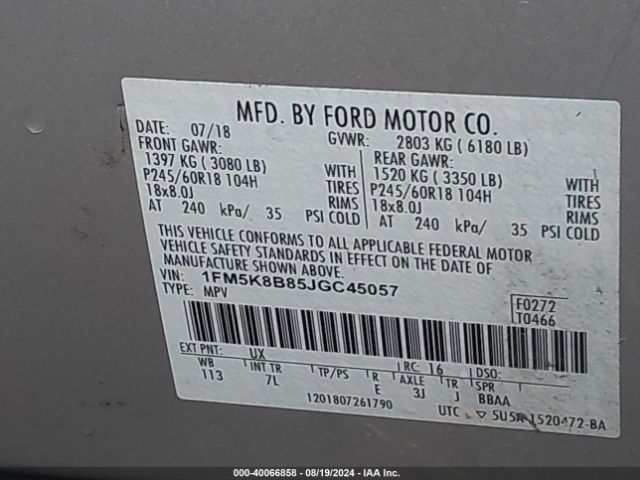 MFD. BY FORD MOTOR CO.
DATE: 07/18 GVWR: 2803 KG ( 6180 LB)
FRONT GAWR: REAR GAWR:
1397 KG ( 3080 LB) WITH 1520 KG ( 3350 LB) WITH
P245/60R18 104H TIRES P245/60R18 104H TIRES
18x8.0J RIMS 18x8.0J RIMS
AT 240 kPa/ 35 PSI COLD AT 240 kPa/ 35 PSI COLD
THIS VEHICLE CONFORMS TO ALL APPLICABLE FEDERAL MOTOR
VEHICLE SAFETY STANDARDS IN EFFECT ON THE DATE OF
MANUFACTURE SHOWN ABOVE.
VIN: 1FM5K8B85JGC45057
TYPE: MPV
F0272
T0466
EXT PNT: UX RC: 16 DSO:
WB INT TR TP/PS R AXLE TR SPR
113 7L E 3J J BBAA
1201807261790 UTC ▽ 5U5A-1520472-BA
000-40066858 - 08/19/2024 - IAA Inc.